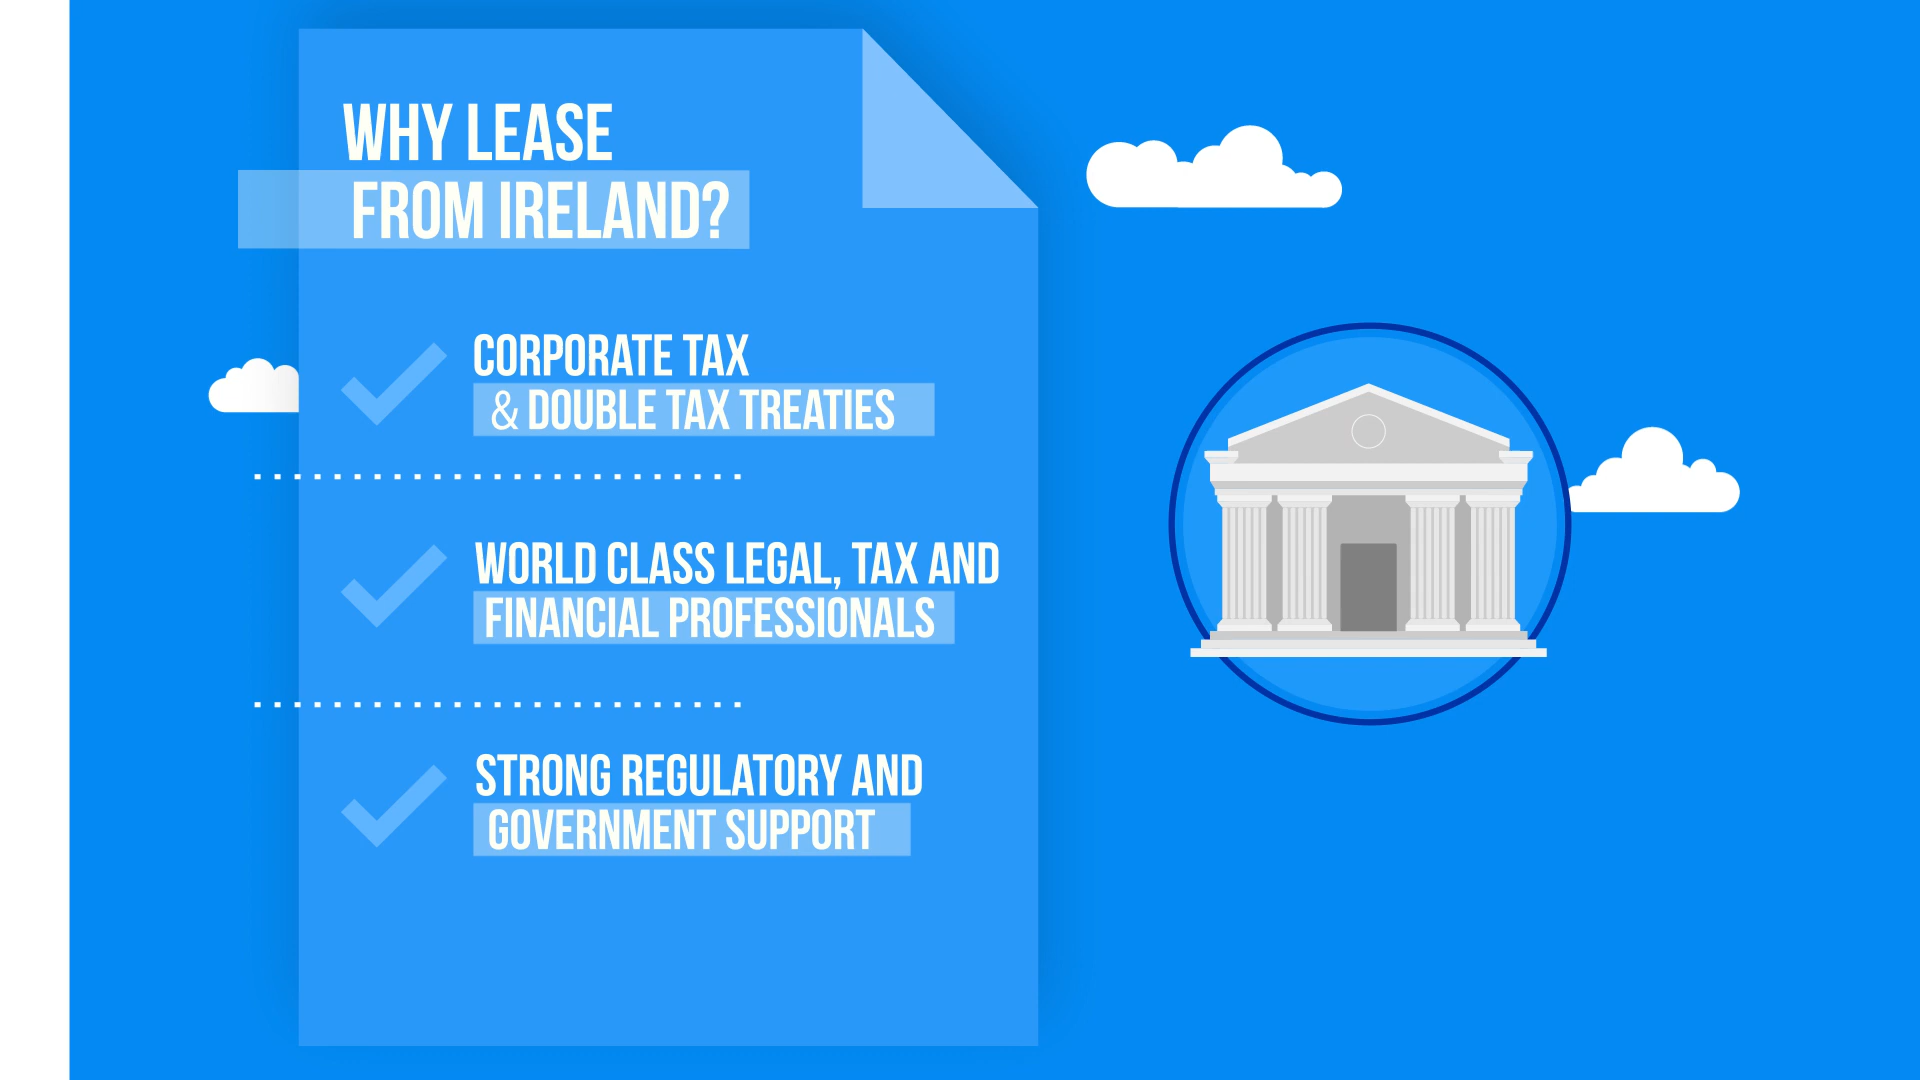 WHY LEASE
FROM IRELAND?
CORPORATE TAX
& DOUBLE TAX TREATIES
WORLD CLASS LEGAL, TAX AND
FINANCIAL PROFESSIONALS
STRONG REGULATORY AND
GOVERNMENT SUPPORT